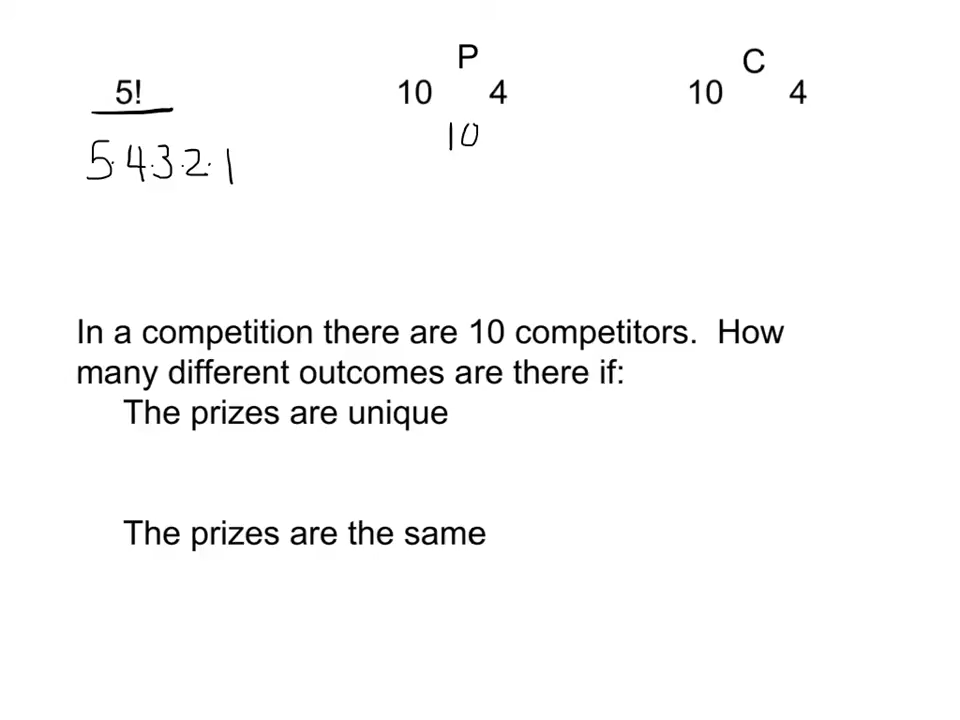 P
C
5!
10 4
10 4
10
5·4·3·2·1
In a competition there are 10 competitors. How
many different outcomes are there if:
The prizes are unique
The prizes are the same